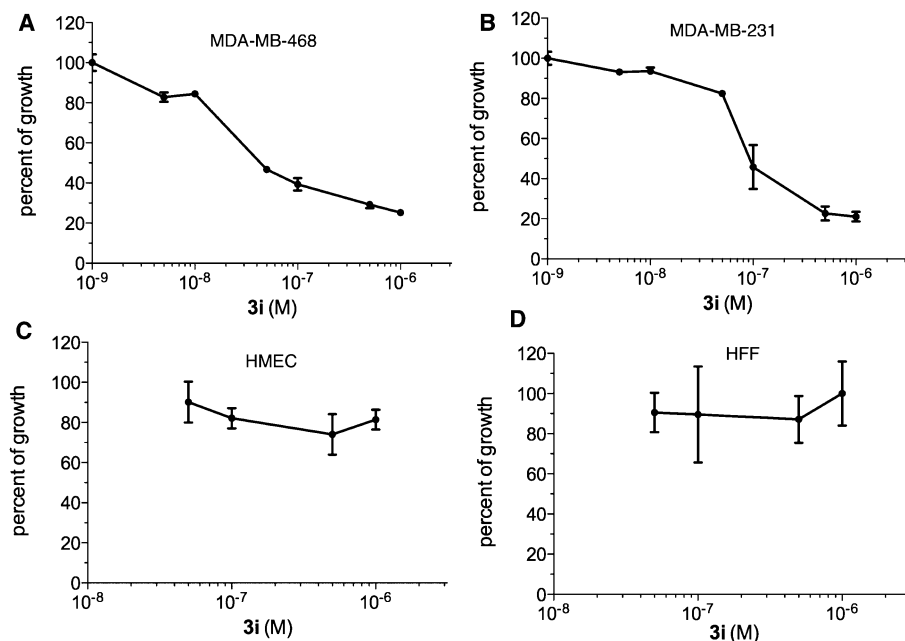 A
MDA-MB-468
percent of growth
120
100
80
60
40
20
0
10⁻⁹ 10⁻⁸ 10⁻⁷ 10⁻⁶
3i (M)
B
MDA-MB-231
percent of growth
120
100
80
60
40
20
0
10⁻⁹ 10⁻⁸ 10⁻⁷ 10⁻⁶
3i (M)
C
HMEC
percent of growth
120
100
80
60
40
20
0
10⁻⁸ 10⁻⁷ 10⁻⁶
3i (M)
D
HFF
percent of growth
120
100
80
60
40
20
0
10⁻⁸ 10⁻⁷ 10⁻⁶
3i (M)